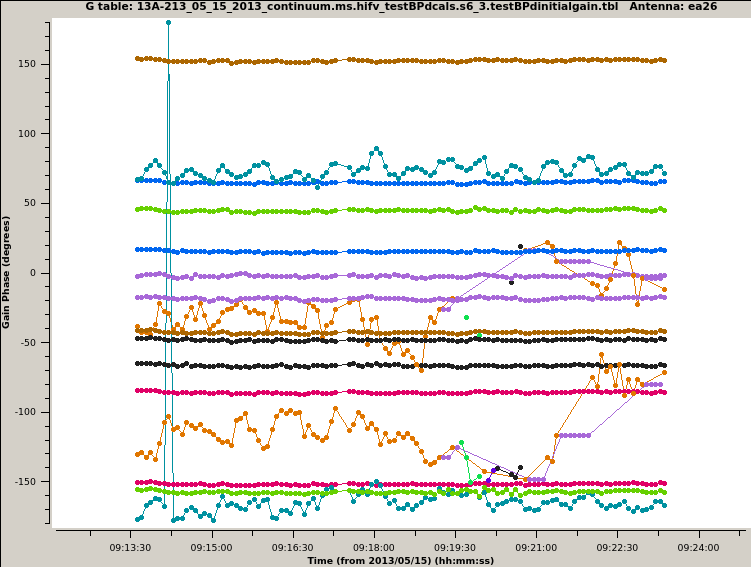 G table: 13A-213_05_15_2013_continuum.ms.hifv_testBPdcals.s6_3.testBPdinitialgain.tbl   Antenna: ea26
150
100
50
0
-50
-100
-150
Gain Phase (degrees)
09:13:30 09:15:00 09:16:30 09:18:00 09:19:30 09:21:00 09:22:30 09:24:00
Time (from 2013/05/15) (hh:mm:ss)